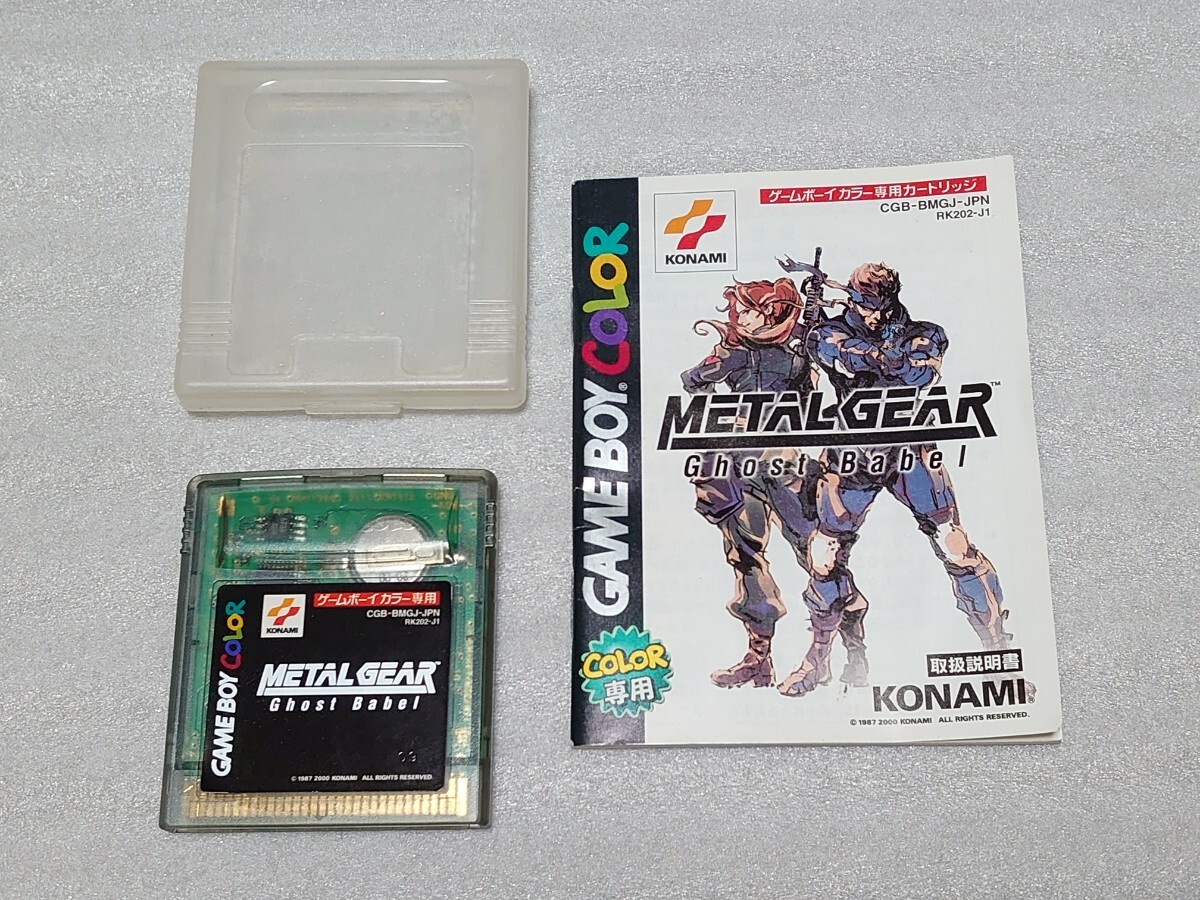 ゲームボーイカラー専用カートリッジ
CGB-BMGJ-JPN
RK202-J1
KONAMI
GAME BOY® COLOR
METAL GEAR™
Ghost Babel
COLOR
専用
取扱説明書
KONAMI®
© 1987 2000 KONAMI ALL RIGHTS RESERVED.
ゲームボーイカラー専用
CGB-BMGJ-JPN
RK202-J1
KONAMI
GAME BOY COLOR
METAL GEAR™
Ghost Babel
© 1987 2000 KONAMI ALL RIGHTS RESERVED.